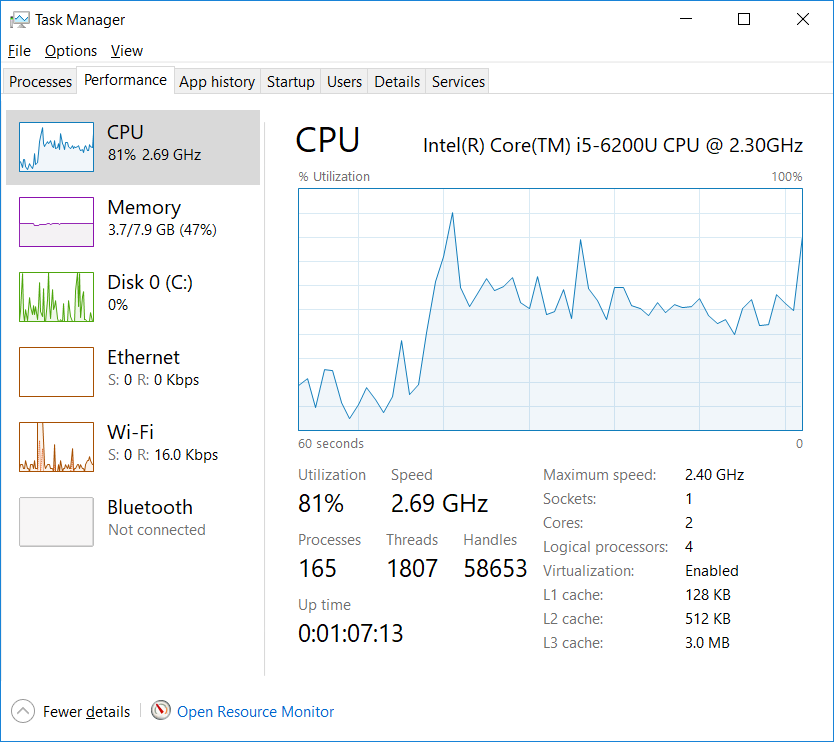 Task Manager
File Options View
Processes Performance App history Startup Users Details Services
CPU
81% 2.69 GHz
Memory
3.7/7.9 GB (47%)
Disk 0 (C:)
0%
Ethernet
S: 0 R: 0 Kbps
Wi-Fi
S: 0 R: 16.0 Kbps
Bluetooth
Not connected
CPU Intel(R) Core(TM) i5-6200U CPU @ 2.30GHz
% Utilization 100%
60 seconds 0
Utilization Speed
81% 2.69 GHz
Processes Threads Handles
165 1807 58653
Up time
0:01:07:13
Maximum speed: 2.40 GHz
Sockets: 1
Cores: 2
Logical processors: 4
Virtualization: Enabled
L1 cache: 128 KB
L2 cache: 512 KB
L3 cache: 3.0 MB
Fewer details Open Resource Monitor